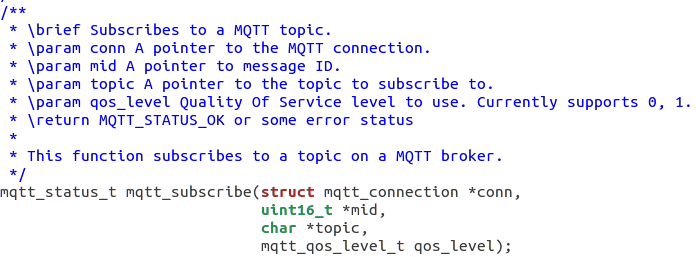 /**
 * \brief Subscribes to a MQTT topic.
 * \param conn A pointer to the MQTT connection.
 * \param mid A pointer to message ID.
 * \param topic A pointer to the topic to subscribe to.
 * \param qos_level Quality Of Service level to use. Currently supports 0, 1.
 * \return MQTT_STATUS_OK or some error status
 *
 * This function subscribes to a topic on a MQTT broker.
 */
mqtt_status_t mqtt_subscribe(struct mqtt_connection *conn,
                             uint16_t *mid,
                             char *topic,
                             mqtt_qos_level_t qos_level);